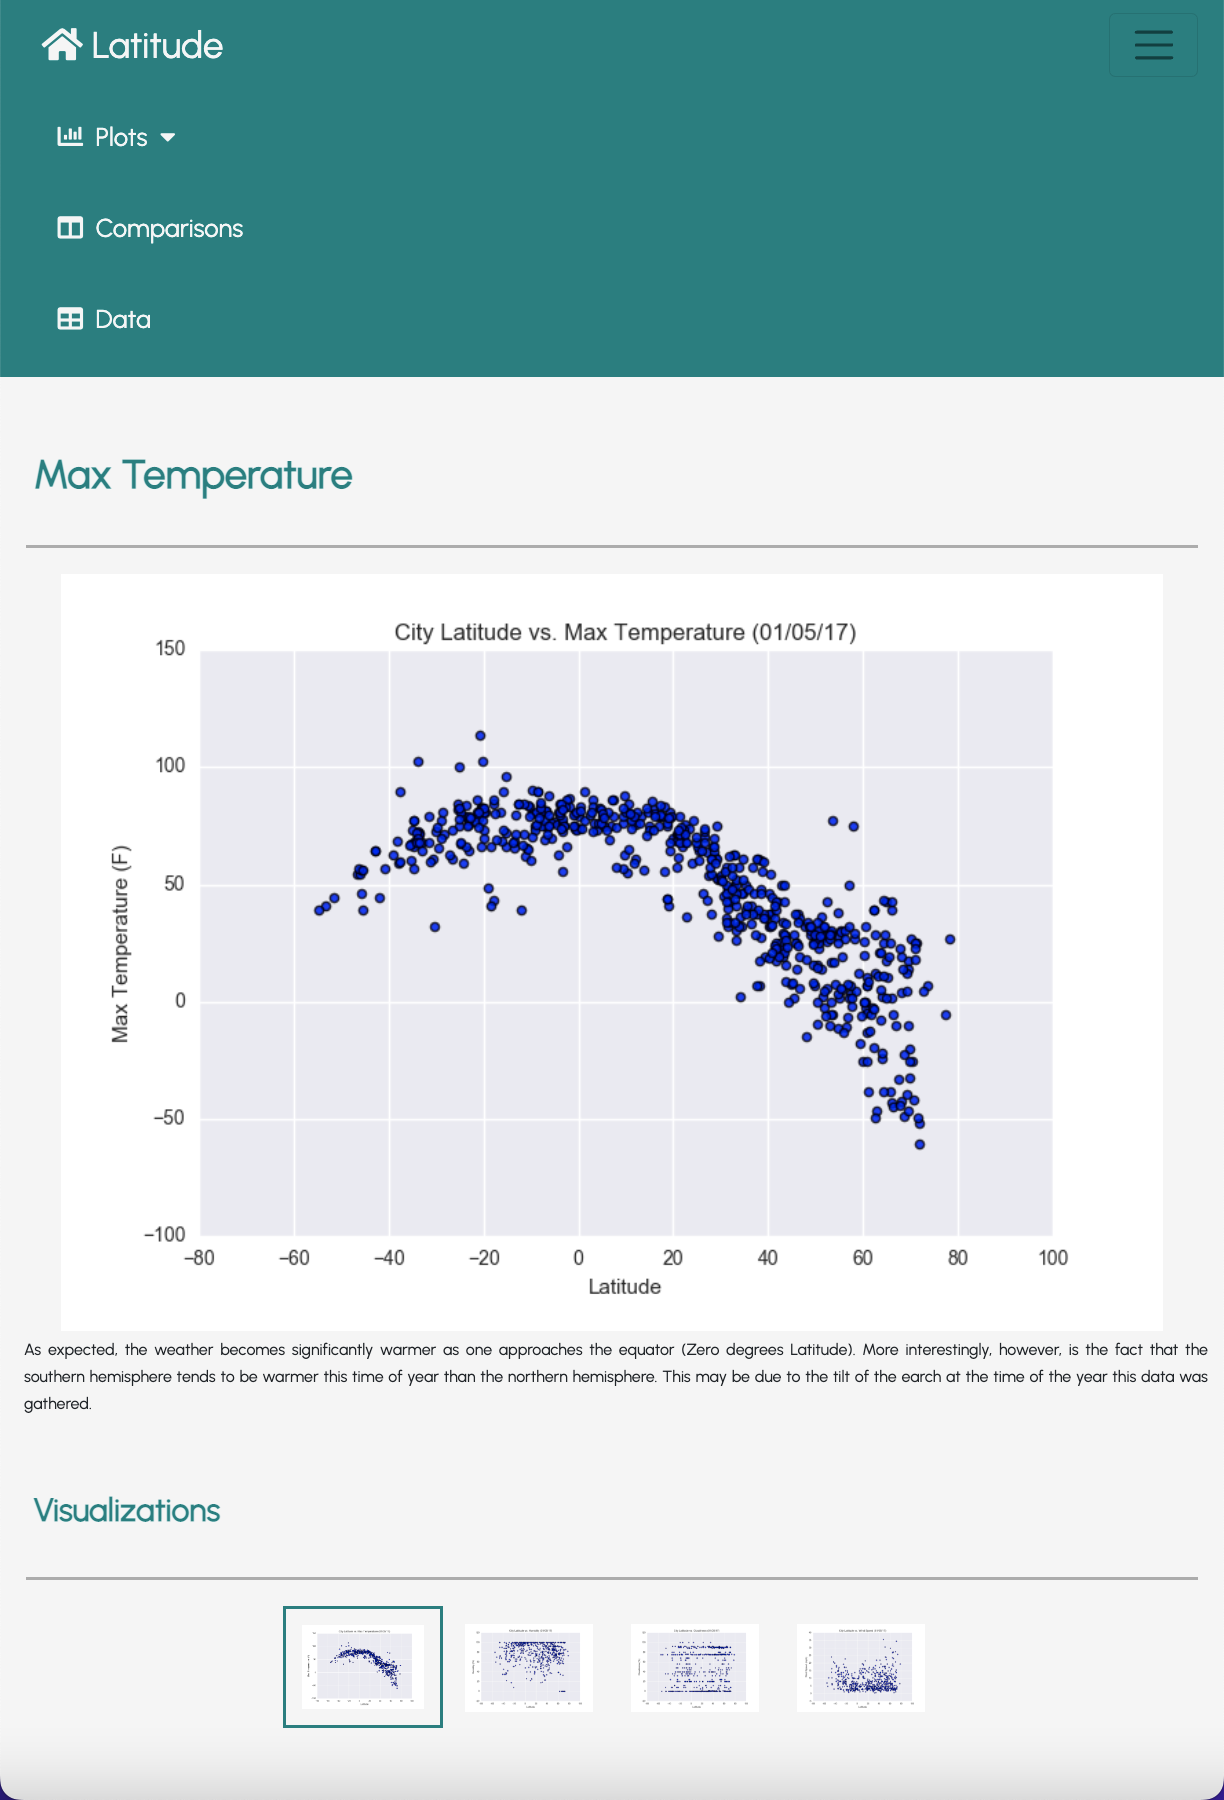 Latitude
Plots
Comparisons
Data
Max Temperature
City Latitude vs. Max Temperature (01/05/17)
150
100
50
0
−50
−100
Max Temperature (F)
−80 −60 −40 −20 0 20 40 60 80 100
Latitude
As expected, the weather becomes significantly warmer as one approaches the equator (Zero degrees Latitude). More interestingly, however, is the fact that the
southern hemisphere tends to be warmer this time of year than the northern hemisphere. This may be due to the tilt of the earch at the time of the year this data was
gathered.
Visualizations